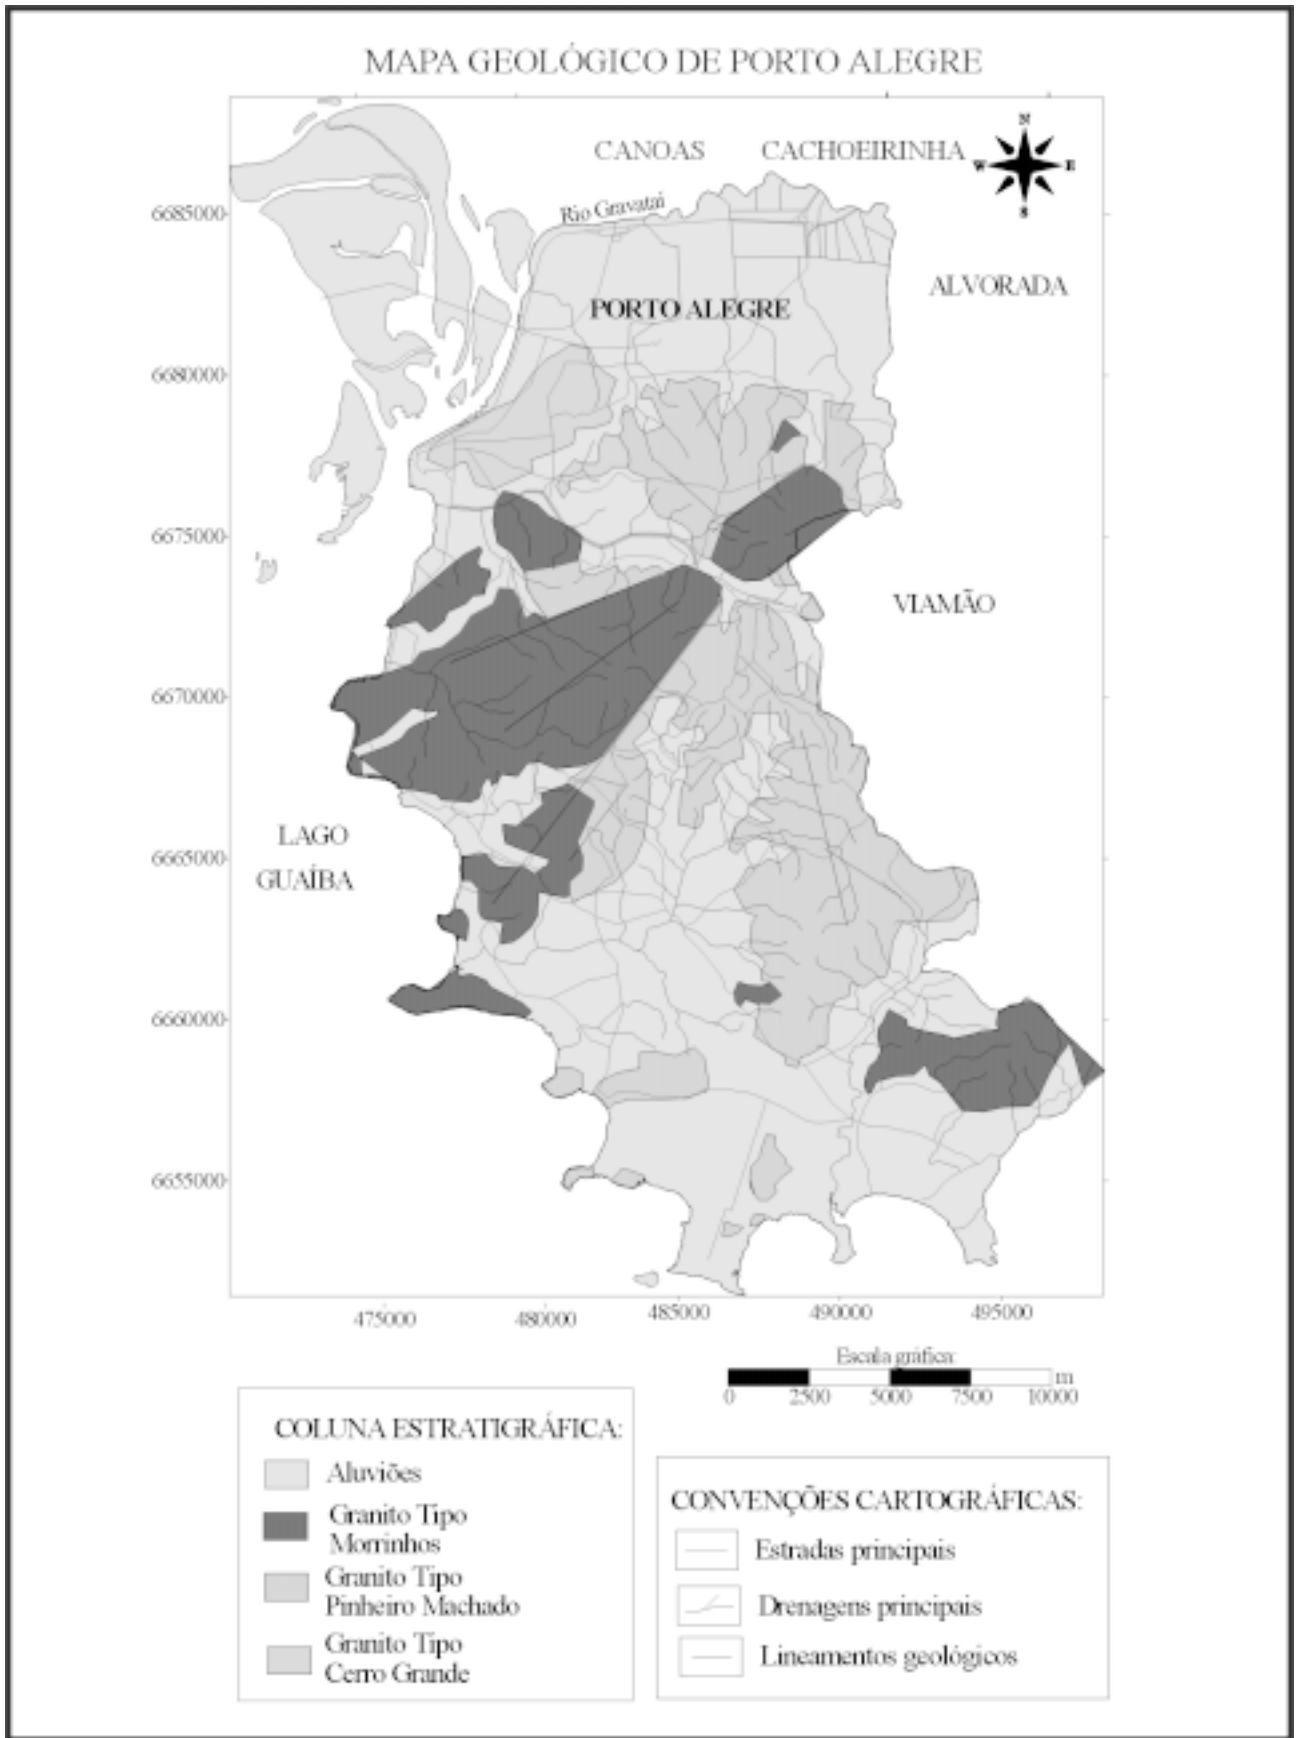 MAPA GEOLÓGICO DE PORTO ALEGRE
CANOAS
CACHOEIRINHA
N
W
E
S
Rio Gravataí
6685000
ALVORADA
PORTO ALEGRE
6680000
6675000
VIAMÃO
6670000
LAGO
GUAÍBA
6665000
6660000
6655000
475000
480000
485000
490000
495000
Escala gráfica:
m
0
2500
5000
7500
10000
COLUNA ESTRATIGRÁFICA:
Aluviões
Granito Tipo
Morrinhos
Granito Tipo
Pinheiro Machado
Granito Tipo
Cerro Grande
CONVENÇÕES CARTOGRÁFICAS:
Estradas principais
Drenagens principais
Lineamentos geológicos